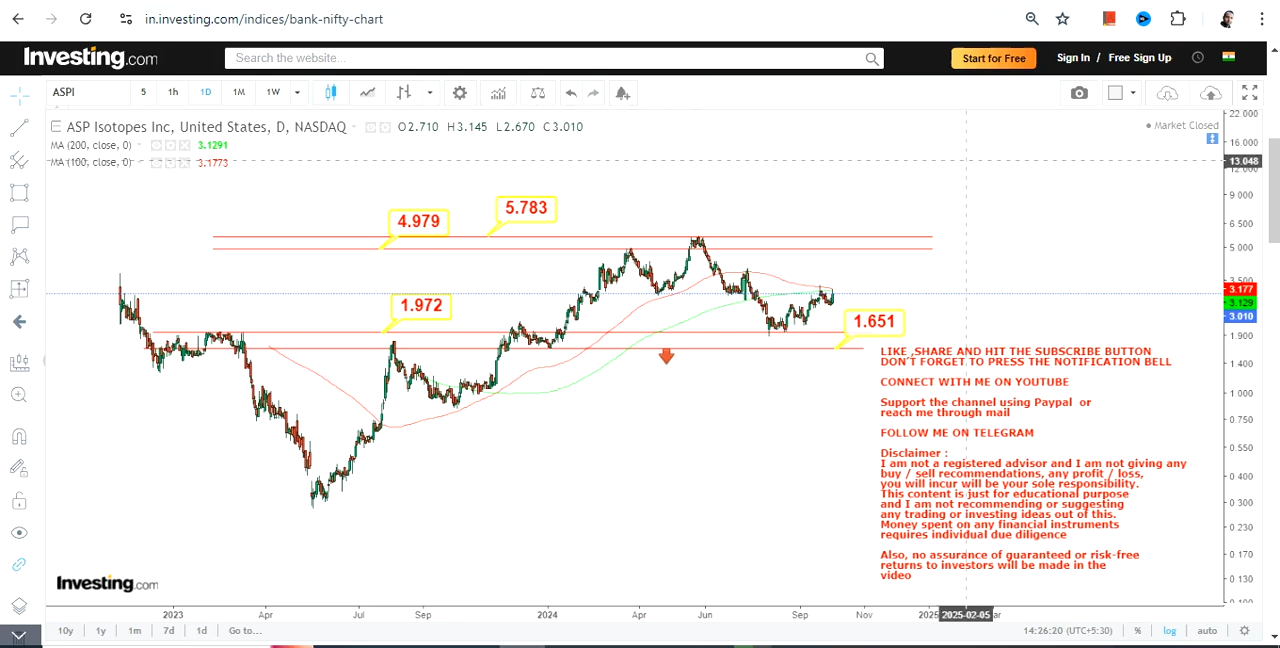 in.investing.com/indices/bank-nifty-chart
Investing.com
Search the website...
Start for Free
Sign In / Free Sign Up
ASPI
5 1h 1D 1M 1W
ASP Isotopes Inc, United States, D, NASDAQ O2.710 H3.145 L2.670 C3.010
Market Closed
MA (200, close, 0) 3.1291
MA (100, close, 0) 3.1773
22.000
16.000
13.048
12.000
9.000
6.500
5.000
3.500
3.177
3.129
3.010
1.900
1.400
1.000
0.750
0.550
0.400
0.300
0.230
0.170
0.130
0.100
5.783
4.979
1.972
1.651
LIKE ,SHARE AND HIT THE SUBSCRIBE BUTTON
DON'T FORGET TO PRESS THE NOTIFICATION BELL
CONNECT WITH ME ON YOUTUBE
Support the channel using Paypal or
reach me through mail
FOLLOW ME ON TELEGRAM
Disclaimer :
I am not a registered advisor and I am not giving any
buy / sell recommendations, any profit / loss,
you will incur will be your sole responsibility.
This content is just for educational purpose
and I am not recommending or suggesting
any trading or investing ideas out of this.
Money spent on any financial instruments
requires individual due diligence
Also, no assurance of guaranteed or risk-free
returns to investors will be made in the
video
Investing.com
2023 Apr Jul Sep 2024 Apr Jun Sep Nov 2025 2025-02-05 ar
10y 1y 1m 7d 1d Go to...
14:26:20 (UTC+5:30) % log auto